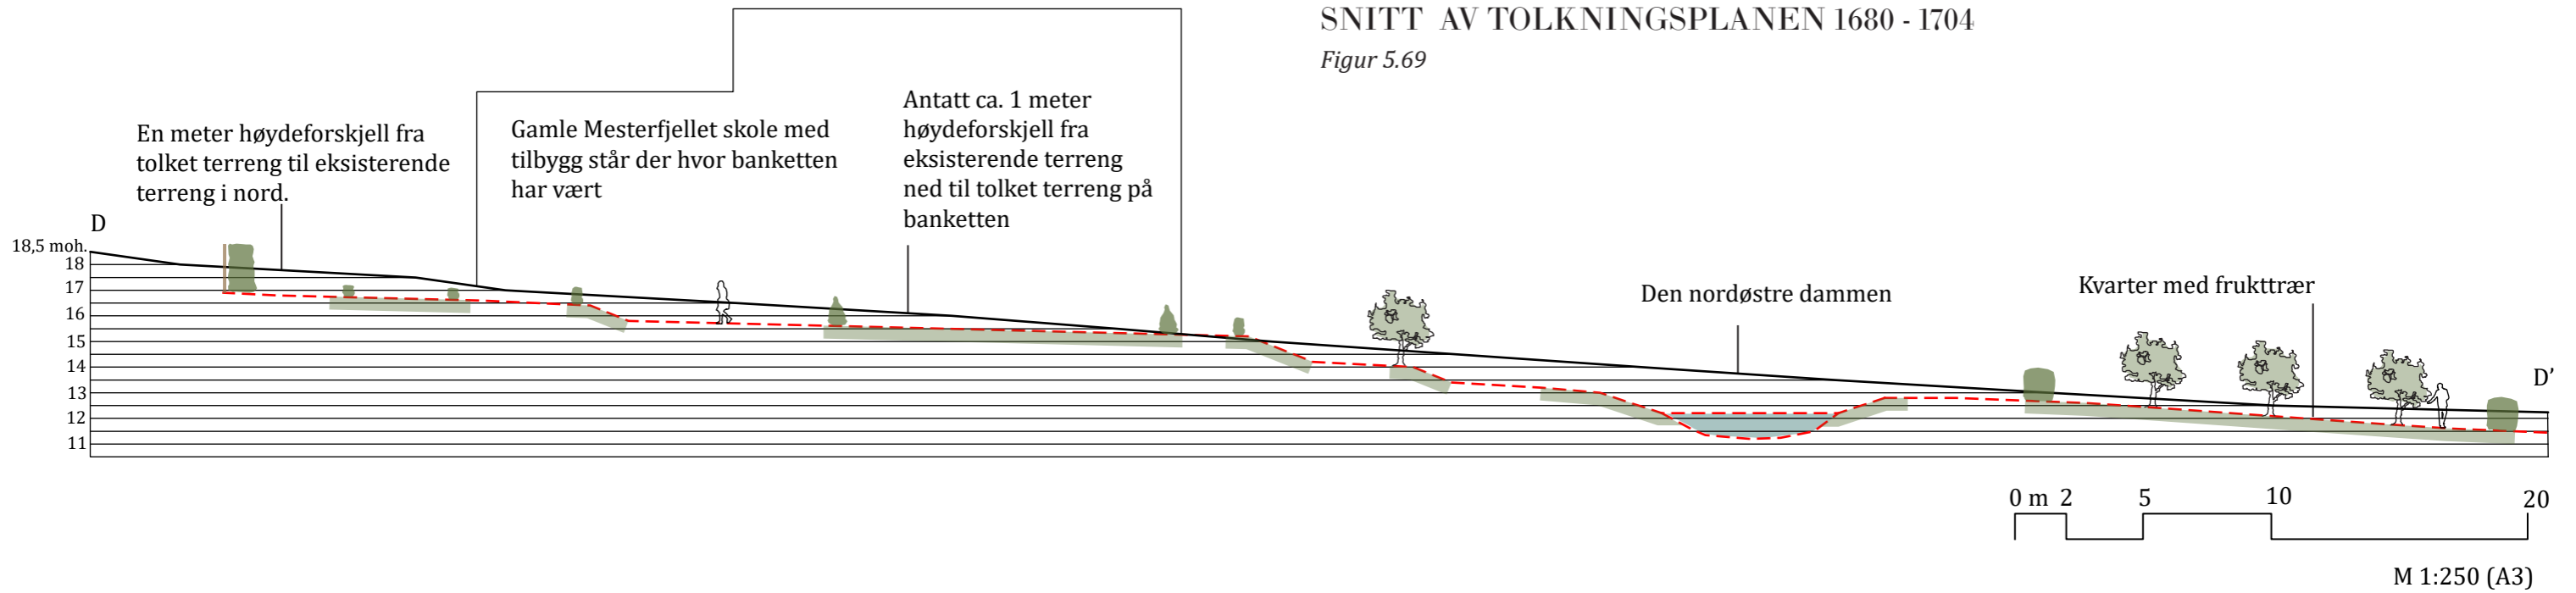 SNITT AV TOLKNINGSPLANEN 1680 - 1704
Figur 5.69
En meter høydeforskjell fra
tolket terreng til eksisterende
terreng i nord.
Gamle Mesterfjellet skole med
tilbygg står der hvor banketten
har vært
Antatt ca. 1 meter
høydeforskjell fra
eksisterende terreng
ned til tolket terreng på
banketten
Den nordøstre dammen
Kvarter med frukttrær
D
D'
18,5 moh.
18
17
16
15
14
13
12
11
0 m 2 5 10 20
M 1:250 (A3)